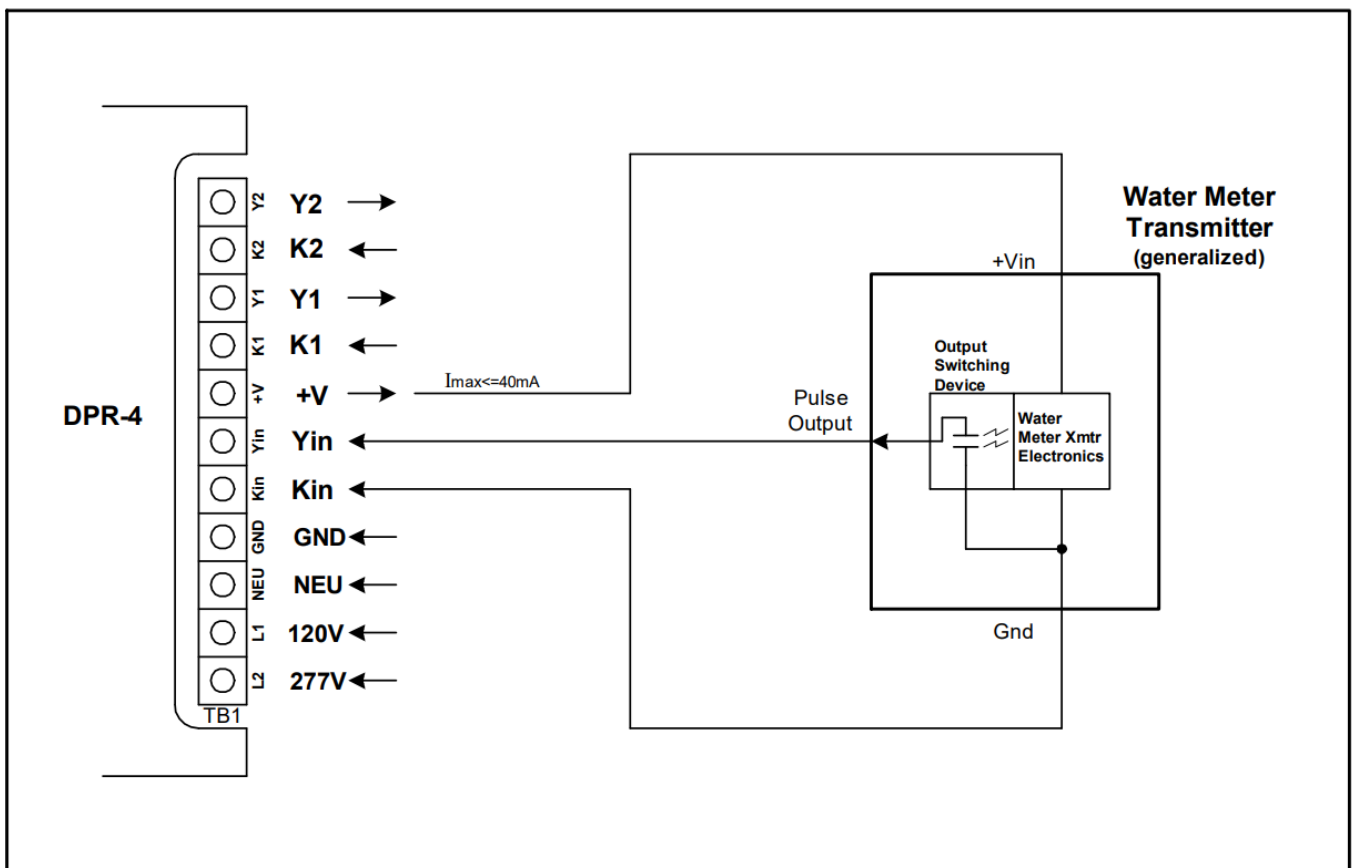 DPR-4
Y2 Y2
K2 K2
Y1 Y1
K1 K1
+V +V
Yin Yin
Kin Kin
GND GND
NEU NEU
L1 120V
L2 277V
TB1
Imax<=40mA
Water Meter
Transmitter
(generalized)
+Vin
Output
Switching
Device
Pulse
Output
Water
Meter Xmtr
Electronics
Gnd